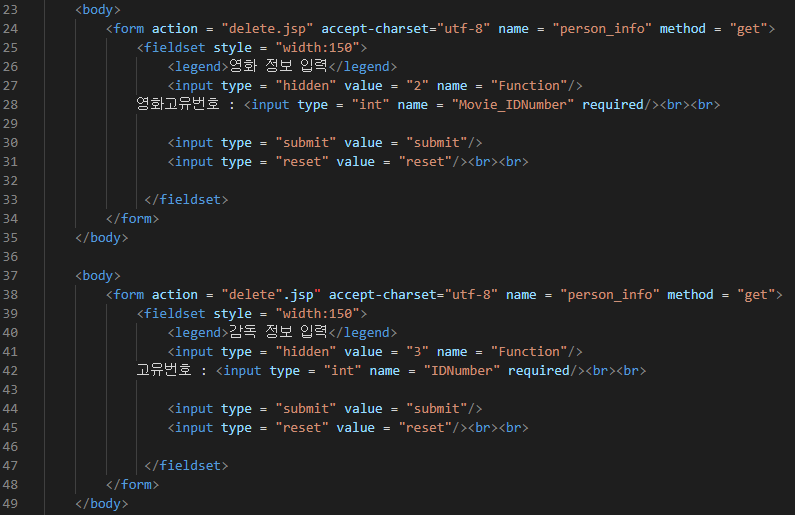 23 <body>
24 <form action = "delete.jsp" accept-charset="utf-8" name = "person_info" method = "get">
25 <fieldset style = "width:150">
26 <legend>영화 정보 입력</legend>
27 <input type = "hidden" value = "2" name = "Function"/>
28 영화고유번호 : <input type = "int" name = "Movie_IDNumber" required/><br><br>
29
30 <input type = "submit" value = "submit"/>
31 <input type = "reset" value = "reset"/><br><br>
32
33 </fieldset>
34 </form>
35 </body>
36
37 <body>
38 <form action = "delete".jsp" accept-charset="utf-8" name = "person_info" method = "get">
39 <fieldset style = "width:150">
40 <legend>감독 정보 입력</legend>
41 <input type = "hidden" value = "3" name = "Function"/>
42 고유번호 : <input type = "int" name = "IDNumber" required/><br><br>
43
44 <input type = "submit" value = "submit"/>
45 <input type = "reset" value = "reset"/><br><br>
46
47 </fieldset>
48 </form>
49 </body>